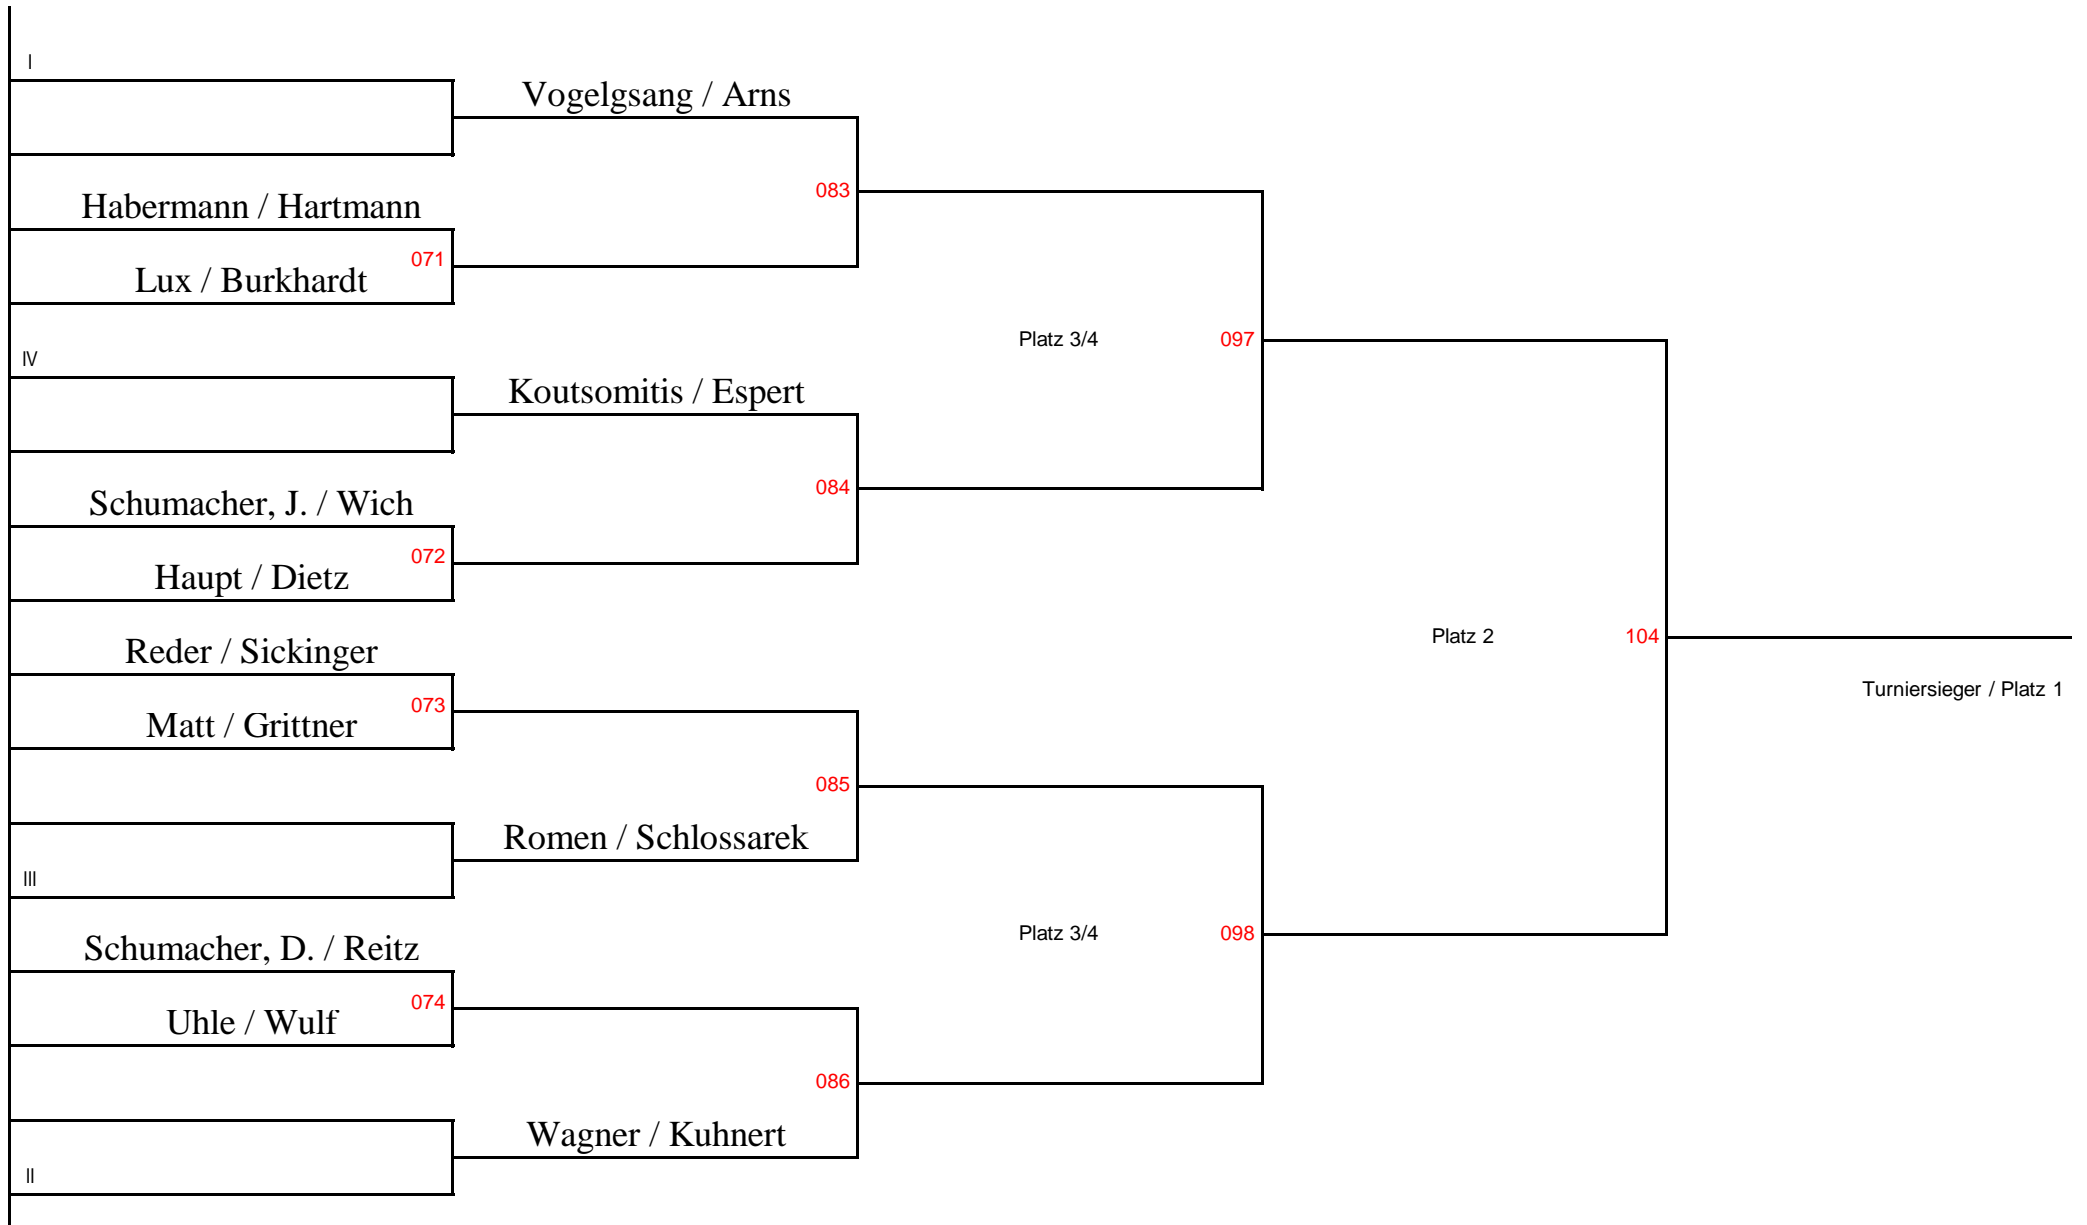 I
Vogelgsang / Arns
Habermann / Hartmann
083
071
Lux / Burkhardt
Platz 3/4
097
IV
Koutsomitis / Espert
Schumacher, J. / Wich
084
072
Haupt / Dietz
Reder / Sickinger
Platz 2
104
073
Matt / Grittner
Turniersieger / Platz 1
085
Romen / Schlossarek
III
Schumacher, D. / Reitz
Platz 3/4
098
074
Uhle / Wulf
086
Wagner / Kuhnert
II